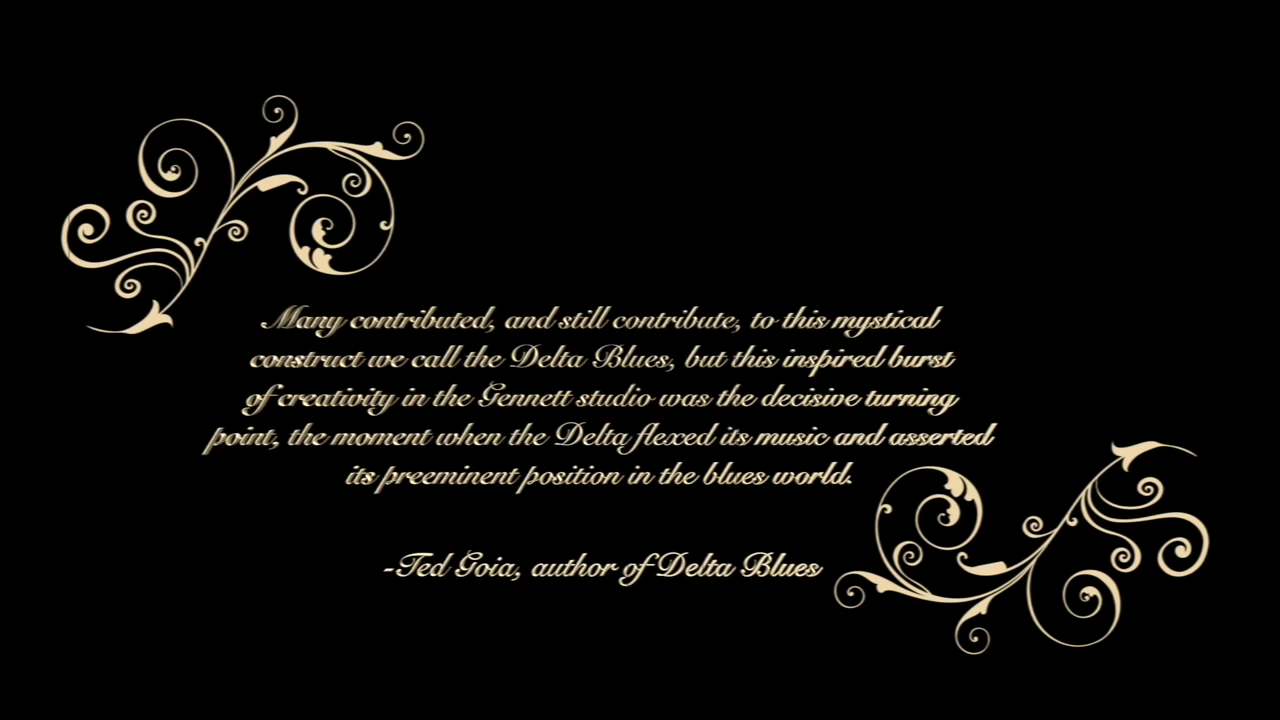 Many contributed, and still contribute, to this mystical
construct we call the Delta Blues, but this inspired burst
of creativity in the Gennett studio was the decisive turning
point, the moment when the Delta flexed its music and asserted
its preeminent position in the blues world.
-Ted Goia, author of Delta Blues